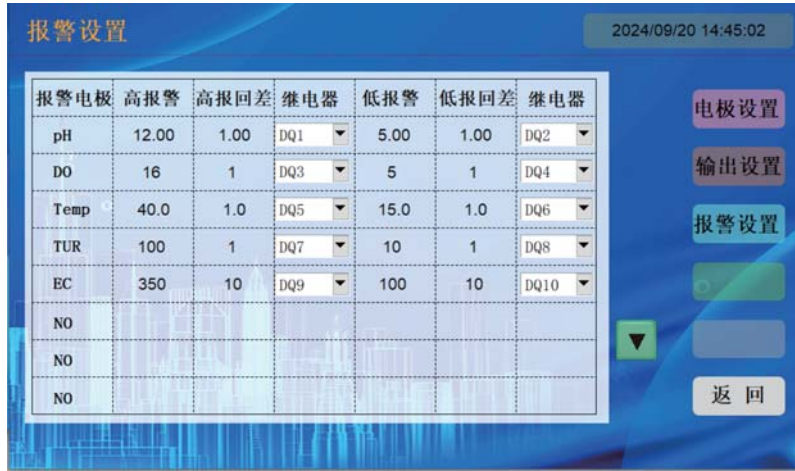 报警设置
2024/09/20 14:45:02
报警电极 高报警 高报回差 继电器 低报警 低报回差 继电器
pH 12.00 1.00 DQ1 5.00 1.00 DQ2
DO 16 1 DQ3 5 1 DQ4
Temp 40.0 1.0 DQ5 15.0 1.0 DQ6
TUR 100 1 DQ7 10 1 DQ8
EC 350 10 DQ9 100 10 DQ10
NO
NO
NO
电极设置
输出设置
报警设置
返 回